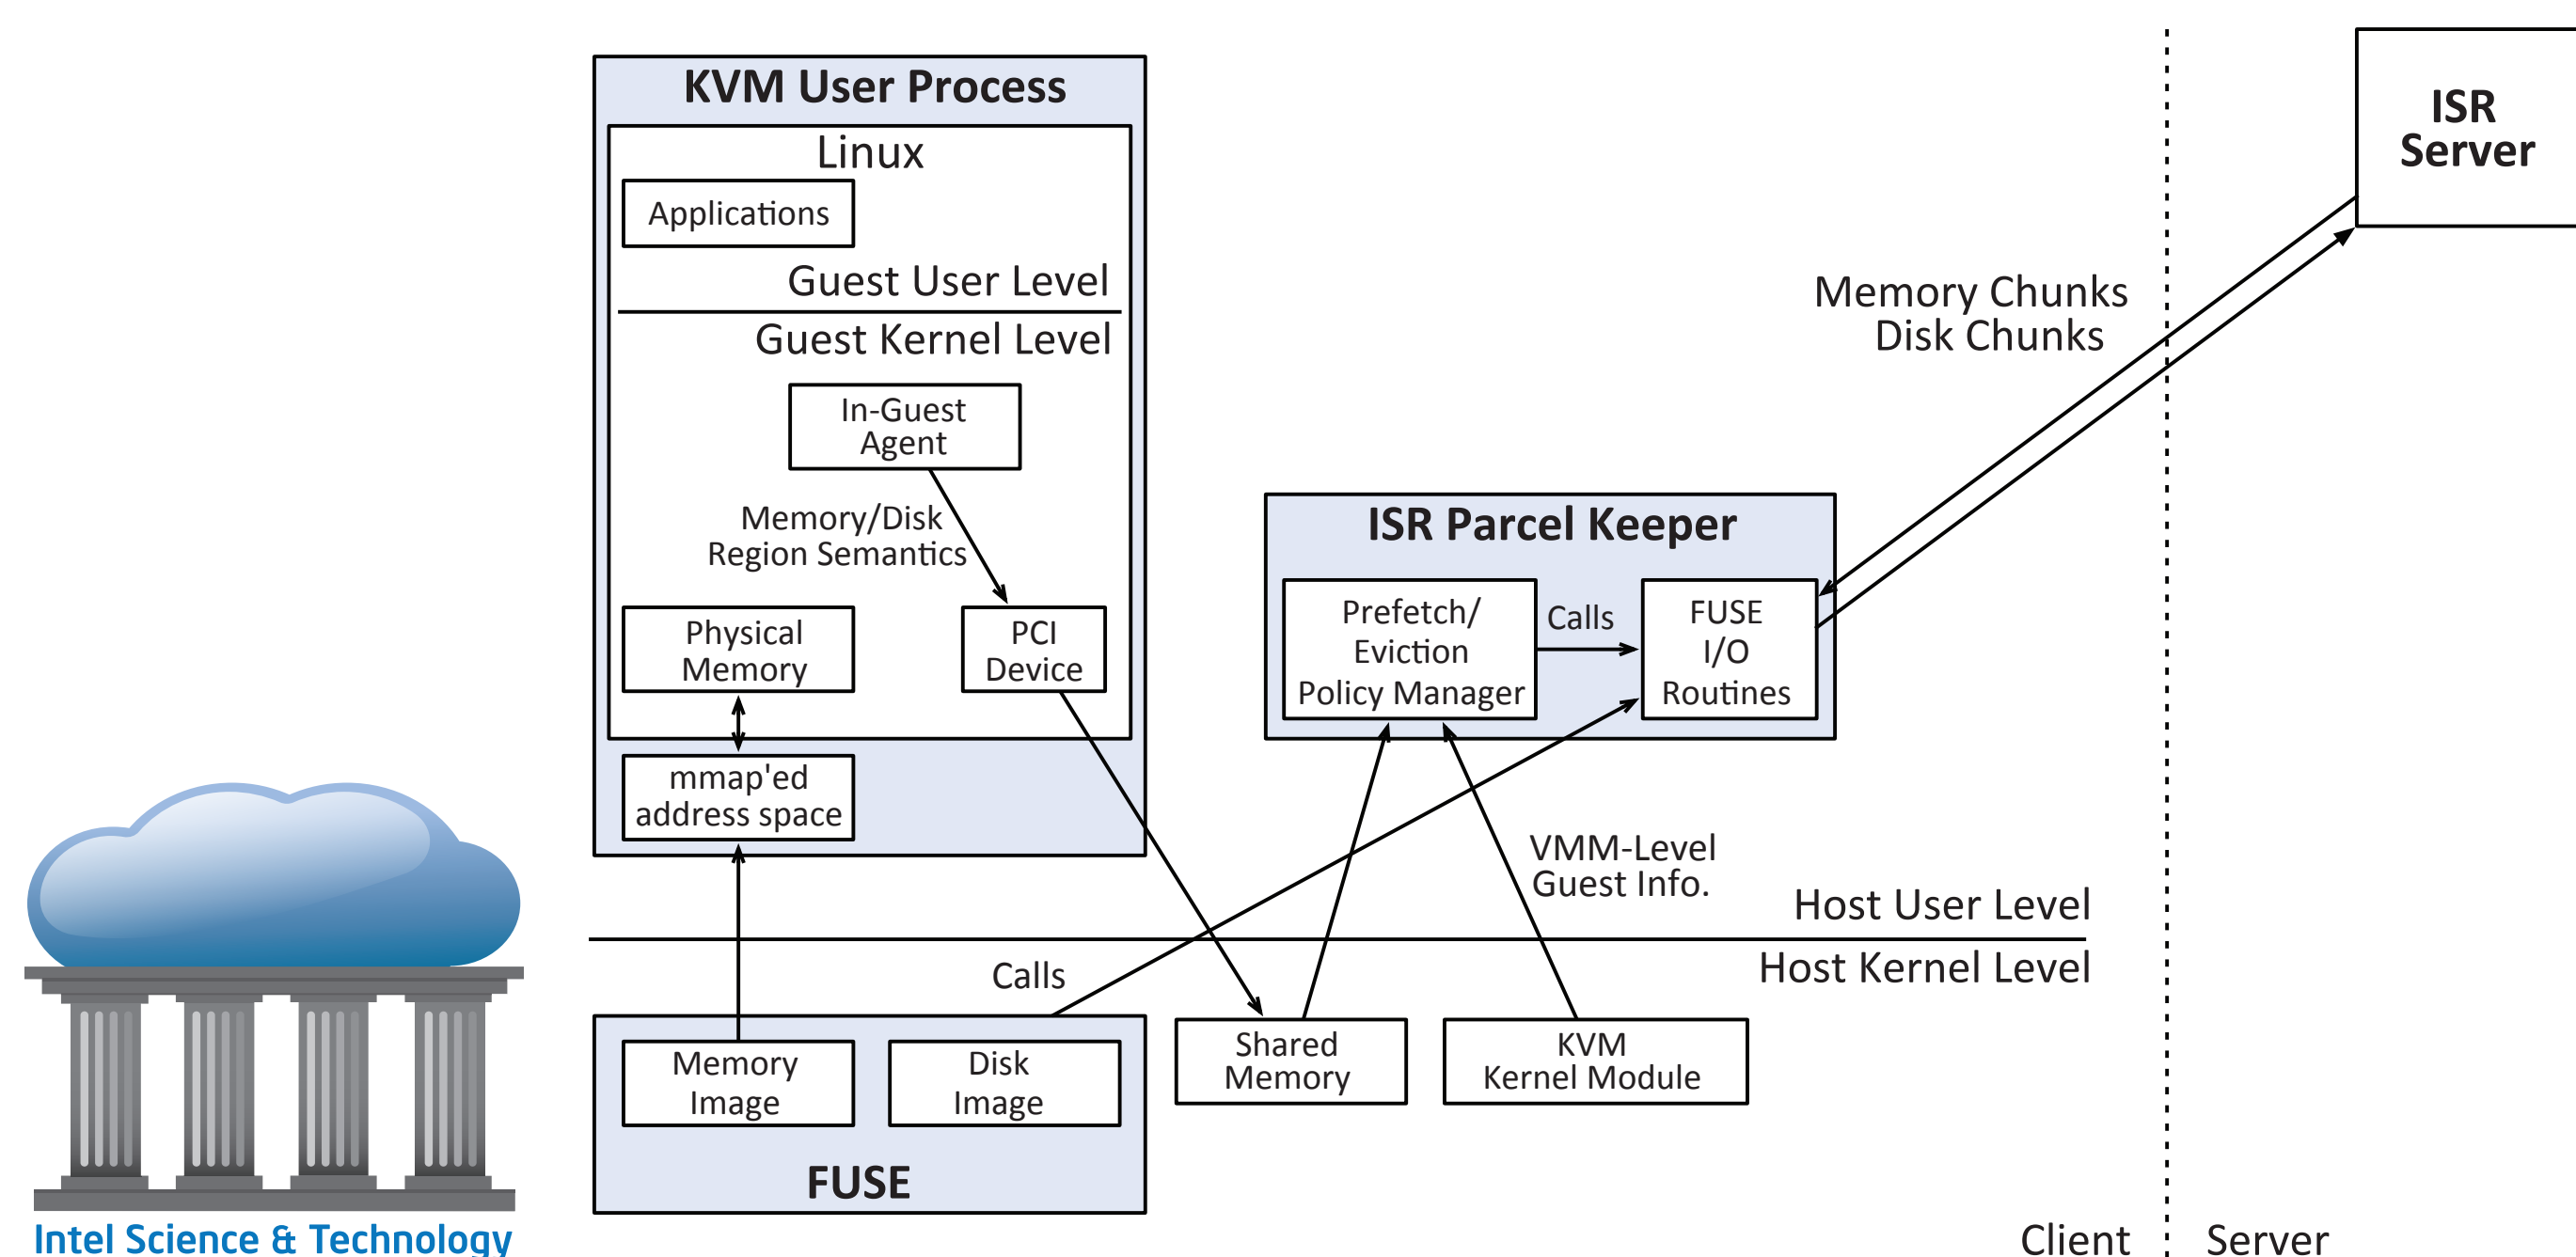 KVM User Process
Linux
Applications
Guest User Level
Guest Kernel Level
In-Guest
Agent
Memory/Disk
Region Semantics
Physical
Memory
PCI
Device
mmap'ed
address space
ISR
Server
Memory Chunks
Disk Chunks
ISR Parcel Keeper
Prefetch/
Eviction
Policy Manager
Calls
FUSE
I/O
Routines
VMM-Level
Guest Info.
Host User Level
Host Kernel Level
Calls
Memory
Image
Disk
Image
FUSE
Shared
Memory
KVM
Kernel Module
Intel Science & Technology
Client
Server